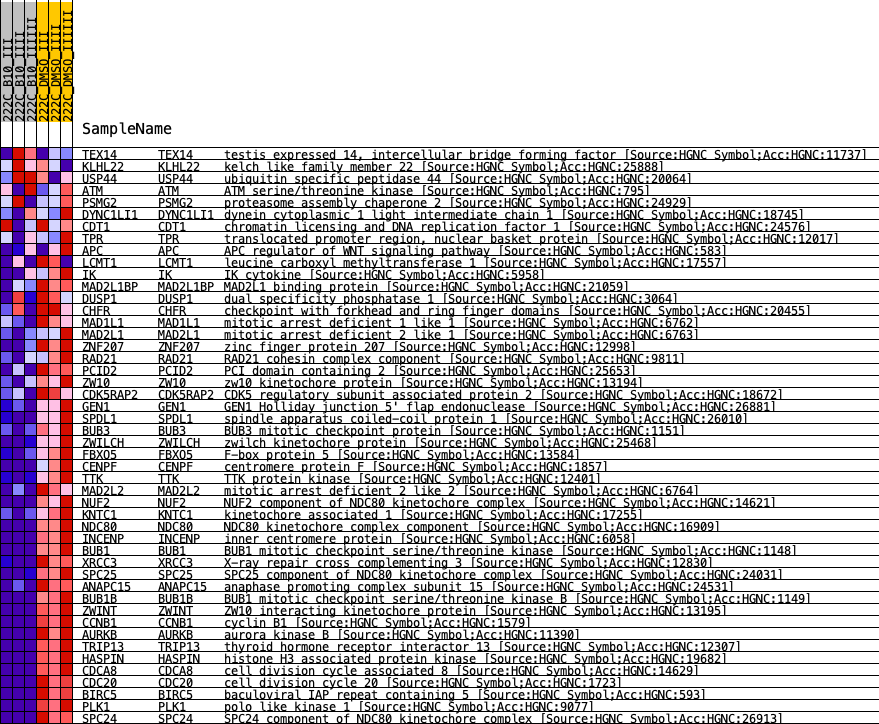 222C_B10_III
222C_B10_IIII
222C_B10_IIIIII
222C_DMSO_III
222C_DMSO_IIII
222C_DMSO_IIIIII
SampleName
TEX14 TEX14 testis expressed 14, intercellular bridge forming factor [Source:HGNC Symbol;Acc:HGNC:11737]
KLHL22 KLHL22 kelch like family member 22 [Source:HGNC Symbol;Acc:HGNC:25888]
USP44 USP44 ubiquitin specific peptidase 44 [Source:HGNC Symbol;Acc:HGNC:20064]
ATM ATM ATM serine/threonine kinase [Source:HGNC Symbol;Acc:HGNC:795]
PSMG2 PSMG2 proteasome assembly chaperone 2 [Source:HGNC Symbol;Acc:HGNC:24929]
DYNC1LI1 DYNC1LI1 dynein cytoplasmic 1 light intermediate chain 1 [Source:HGNC Symbol;Acc:HGNC:18745]
CDT1 CDT1 chromatin licensing and DNA replication factor 1 [Source:HGNC Symbol;Acc:HGNC:24576]
TPR TPR translocated promoter region, nuclear basket protein [Source:HGNC Symbol;Acc:HGNC:12017]
APC APC APC regulator of WNT signaling pathway [Source:HGNC Symbol;Acc:HGNC:583]
LCMT1 LCMT1 leucine carboxyl methyltransferase 1 [Source:HGNC Symbol;Acc:HGNC:17557]
IK IK IK cytokine [Source:HGNC Symbol;Acc:HGNC:5958]
MAD2L1BP MAD2L1BP MAD2L1 binding protein [Source:HGNC Symbol;Acc:HGNC:21059]
DUSP1 DUSP1 dual specificity phosphatase 1 [Source:HGNC Symbol;Acc:HGNC:3064]
CHFR CHFR checkpoint with forkhead and ring finger domains [Source:HGNC Symbol;Acc:HGNC:20455]
MAD1L1 MAD1L1 mitotic arrest deficient 1 like 1 [Source:HGNC Symbol;Acc:HGNC:6762]
MAD2L1 MAD2L1 mitotic arrest deficient 2 like 1 [Source:HGNC Symbol;Acc:HGNC:6763]
ZNF207 ZNF207 zinc finger protein 207 [Source:HGNC Symbol;Acc:HGNC:12998]
RAD21 RAD21 RAD21 cohesin complex component [Source:HGNC Symbol;Acc:HGNC:9811]
PCID2 PCID2 PCI domain containing 2 [Source:HGNC Symbol;Acc:HGNC:25653]
ZW10 ZW10 zw10 kinetochore protein [Source:HGNC Symbol;Acc:HGNC:13194]
CDK5RAP2 CDK5RAP2 CDK5 regulatory subunit associated protein 2 [Source:HGNC Symbol;Acc:HGNC:18672]
GEN1 GEN1 GEN1 Holliday junction 5' flap endonuclease [Source:HGNC Symbol;Acc:HGNC:26881]
SPDL1 SPDL1 spindle apparatus coiled-coil protein 1 [Source:HGNC Symbol;Acc:HGNC:26010]
BUB3 BUB3 BUB3 mitotic checkpoint protein [Source:HGNC Symbol;Acc:HGNC:1151]
ZWILCH ZWILCH zwilch kinetochore protein [Source:HGNC Symbol;Acc:HGNC:25468]
FBXO5 FBXO5 F-box protein 5 [Source:HGNC Symbol;Acc:HGNC:13584]
CENPF CENPF centromere protein F [Source:HGNC Symbol;Acc:HGNC:1857]
TTK TTK TTK protein kinase [Source:HGNC Symbol;Acc:HGNC:12401]
MAD2L2 MAD2L2 mitotic arrest deficient 2 like 2 [Source:HGNC Symbol;Acc:HGNC:6764]
NUF2 NUF2 NUF2 component of NDC80 kinetochore complex [Source:HGNC Symbol;Acc:HGNC:14621]
KNTC1 KNTC1 kinetochore associated 1 [Source:HGNC Symbol;Acc:HGNC:17255]
NDC80 NDC80 NDC80 kinetochore complex component [Source:HGNC Symbol;Acc:HGNC:16909]
INCENP INCENP inner centromere protein [Source:HGNC Symbol;Acc:HGNC:6058]
BUB1 BUB1 BUB1 mitotic checkpoint serine/threonine kinase [Source:HGNC Symbol;Acc:HGNC:1148]
XRCC3 XRCC3 X-ray repair cross complementing 3 [Source:HGNC Symbol;Acc:HGNC:12830]
SPC25 SPC25 SPC25 component of NDC80 kinetochore complex [Source:HGNC Symbol;Acc:HGNC:24031]
ANAPC15 ANAPC15 anaphase promoting complex subunit 15 [Source:HGNC Symbol;Acc:HGNC:24531]
BUB1B BUB1B BUB1 mitotic checkpoint serine/threonine kinase B [Source:HGNC Symbol;Acc:HGNC:1149]
ZWINT ZWINT ZW10 interacting kinetochore protein [Source:HGNC Symbol;Acc:HGNC:13195]
CCNB1 CCNB1 cyclin B1 [Source:HGNC Symbol;Acc:HGNC:1579]
AURKB AURKB aurora kinase B [Source:HGNC Symbol;Acc:HGNC:11390]
TRIP13 TRIP13 thyroid hormone receptor interactor 13 [Source:HGNC Symbol;Acc:HGNC:12307]
HASPIN HASPIN histone H3 associated protein kinase [Source:HGNC Symbol;Acc:HGNC:19682]
CDCA8 CDCA8 cell division cycle associated 8 [Source:HGNC Symbol;Acc:HGNC:14629]
CDC20 CDC20 cell division cycle 20 [Source:HGNC Symbol;Acc:HGNC:1723]
BIRC5 BIRC5 baculoviral IAP repeat containing 5 [Source:HGNC Symbol;Acc:HGNC:593]
PLK1 PLK1 polo like kinase 1 [Source:HGNC Symbol;Acc:HGNC:9077]
SPC24 SPC24 SPC24 component of NDC80 kinetochore complex [Source:HGNC Symbol;Acc:HGNC:26913]